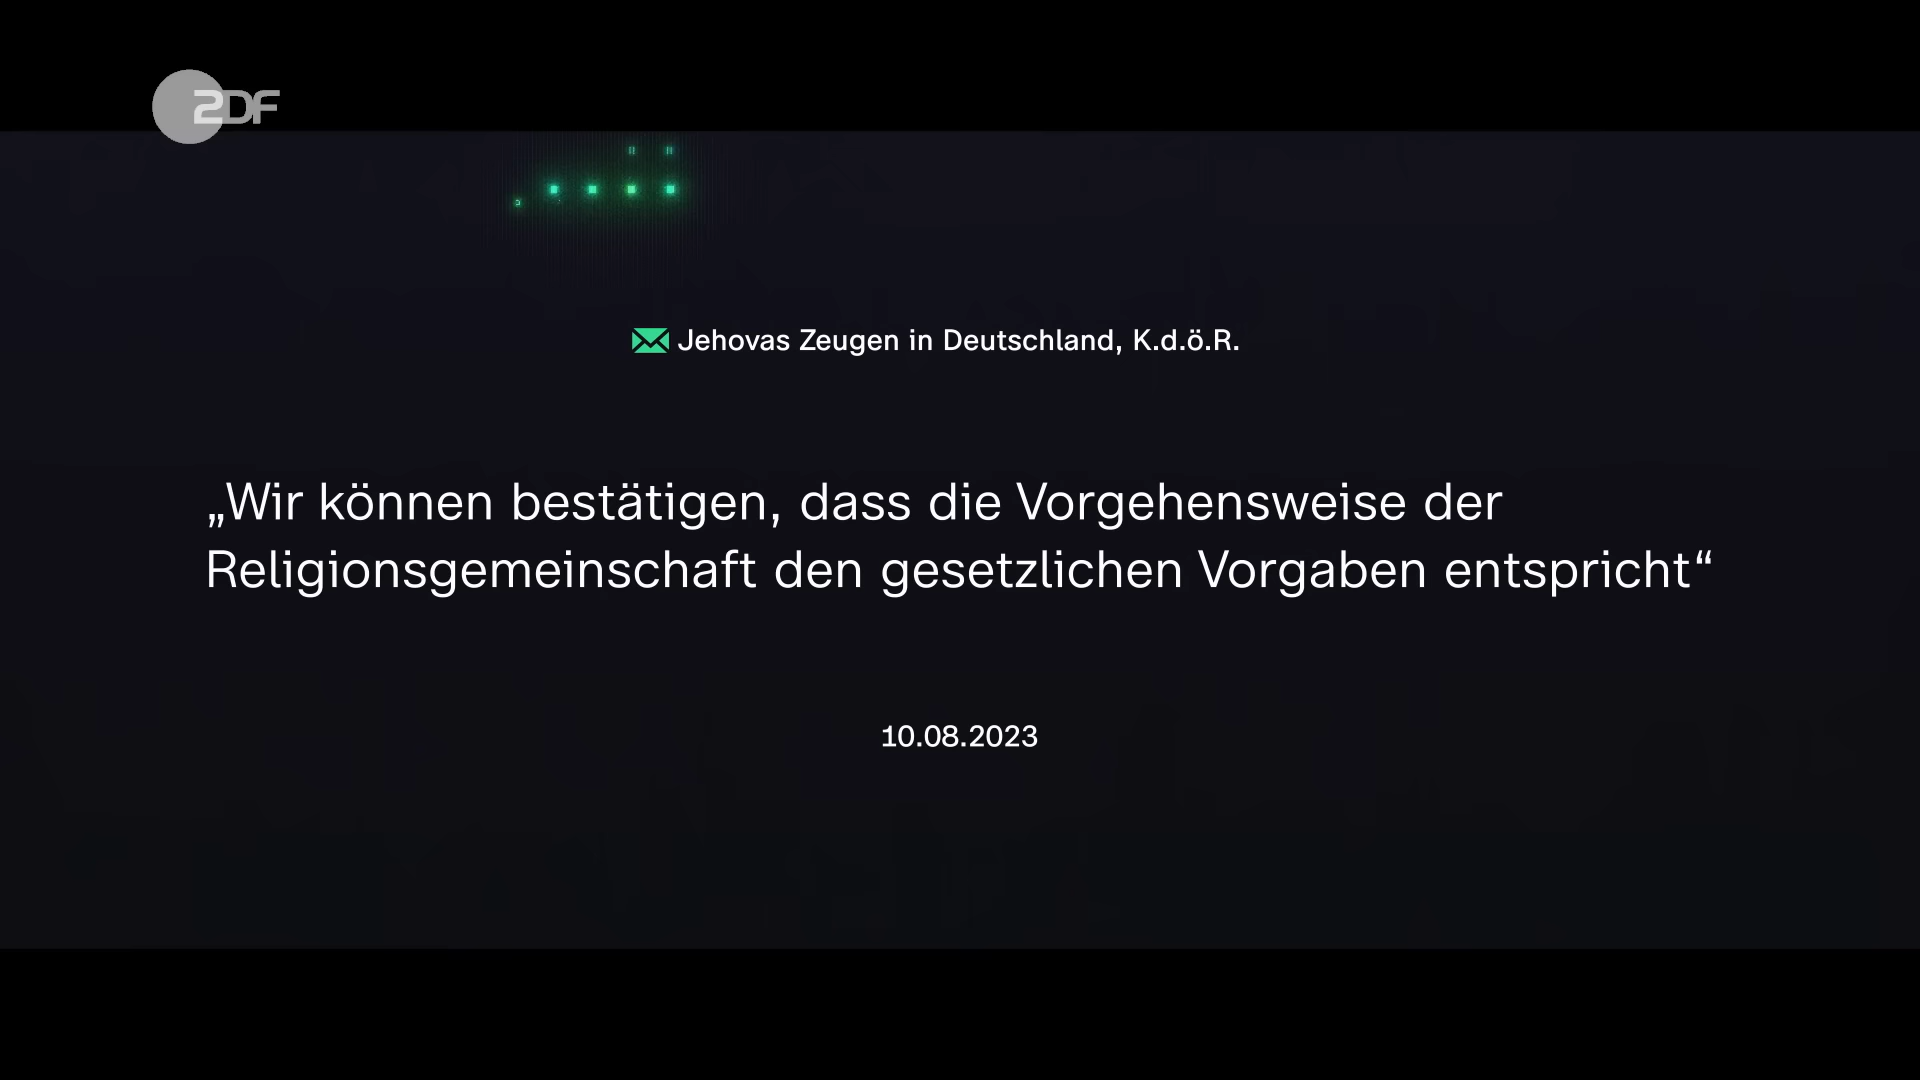 ZDF
Jehovas Zeugen in Deutschland, K.d.ö.R.
„Wir können bestätigen, dass die Vorgehensweise der
Religionsgemeinschaft den gesetzlichen Vorgaben entspricht“
10.08.2023